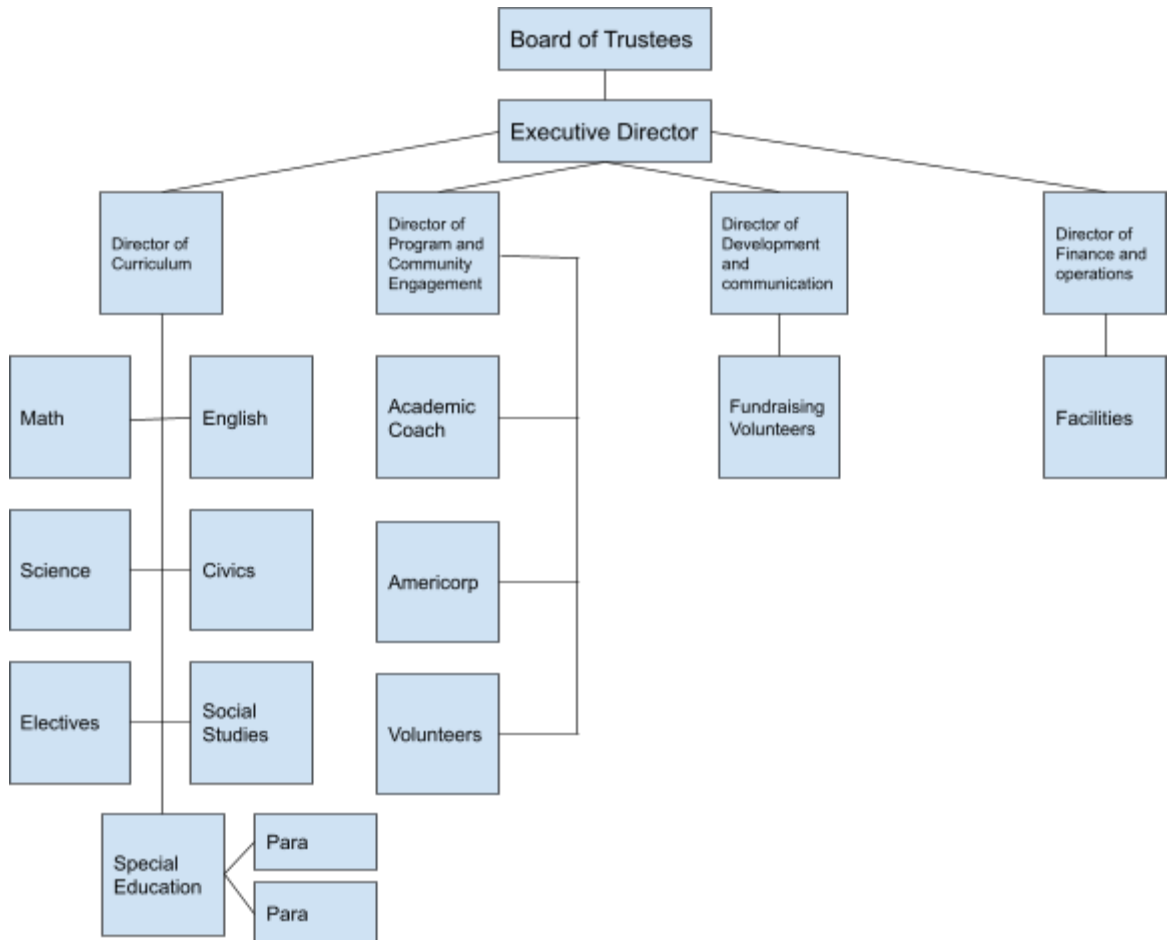 Board of Trustees
Executive Director
Director of
Curriculum
Director of
Program and
Community
Engagement
Director of
Development
and
communication
Director of
Finance and
operations
Math
English
Academic
Coach
Fundraising
Volunteers
Facilities
Science
Civics
Americorp
Electives
Social
Studies
Volunteers
Special
Education
Para
Para